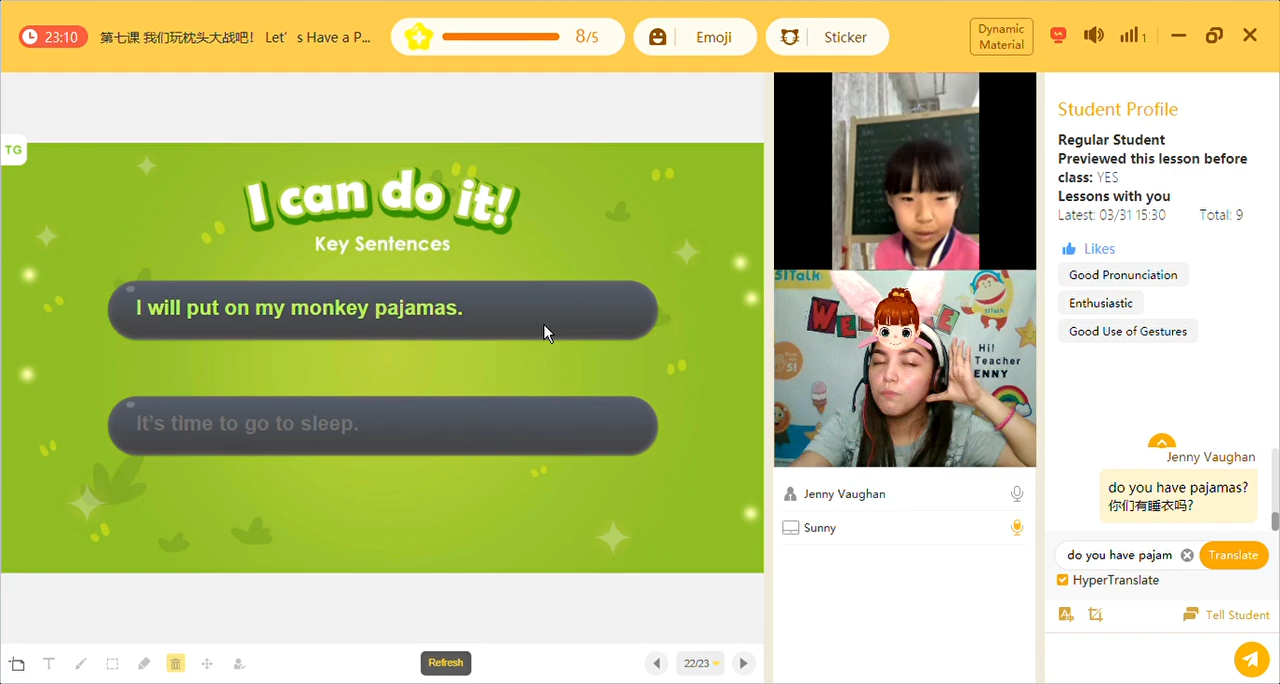 23:10
第七课 我们玩枕头大战吧! Let's Have a P...
8/5
Emoji
Sticker
Dynamic
Material
1
TG
I can do it!
Key Sentences
I will put on my monkey pajamas.
It's time to go to sleep.
Refresh
22/23
51Talk
WE
E
51Talk
Hi!
Teacher
ENNY
Jenny Vaughan
Sunny
Student Profile
Regular Student
Previewed this lesson before
class: YES
Lessons with you
Latest: 03/31 15:30 Total: 9
Likes
Good Pronunciation
Enthusiastic
Good Use of Gestures
Jenny Vaughan
do you have pajamas?
你们有睡衣吗?
do you have pajam
Translate
HyperTranslate
Tell Student